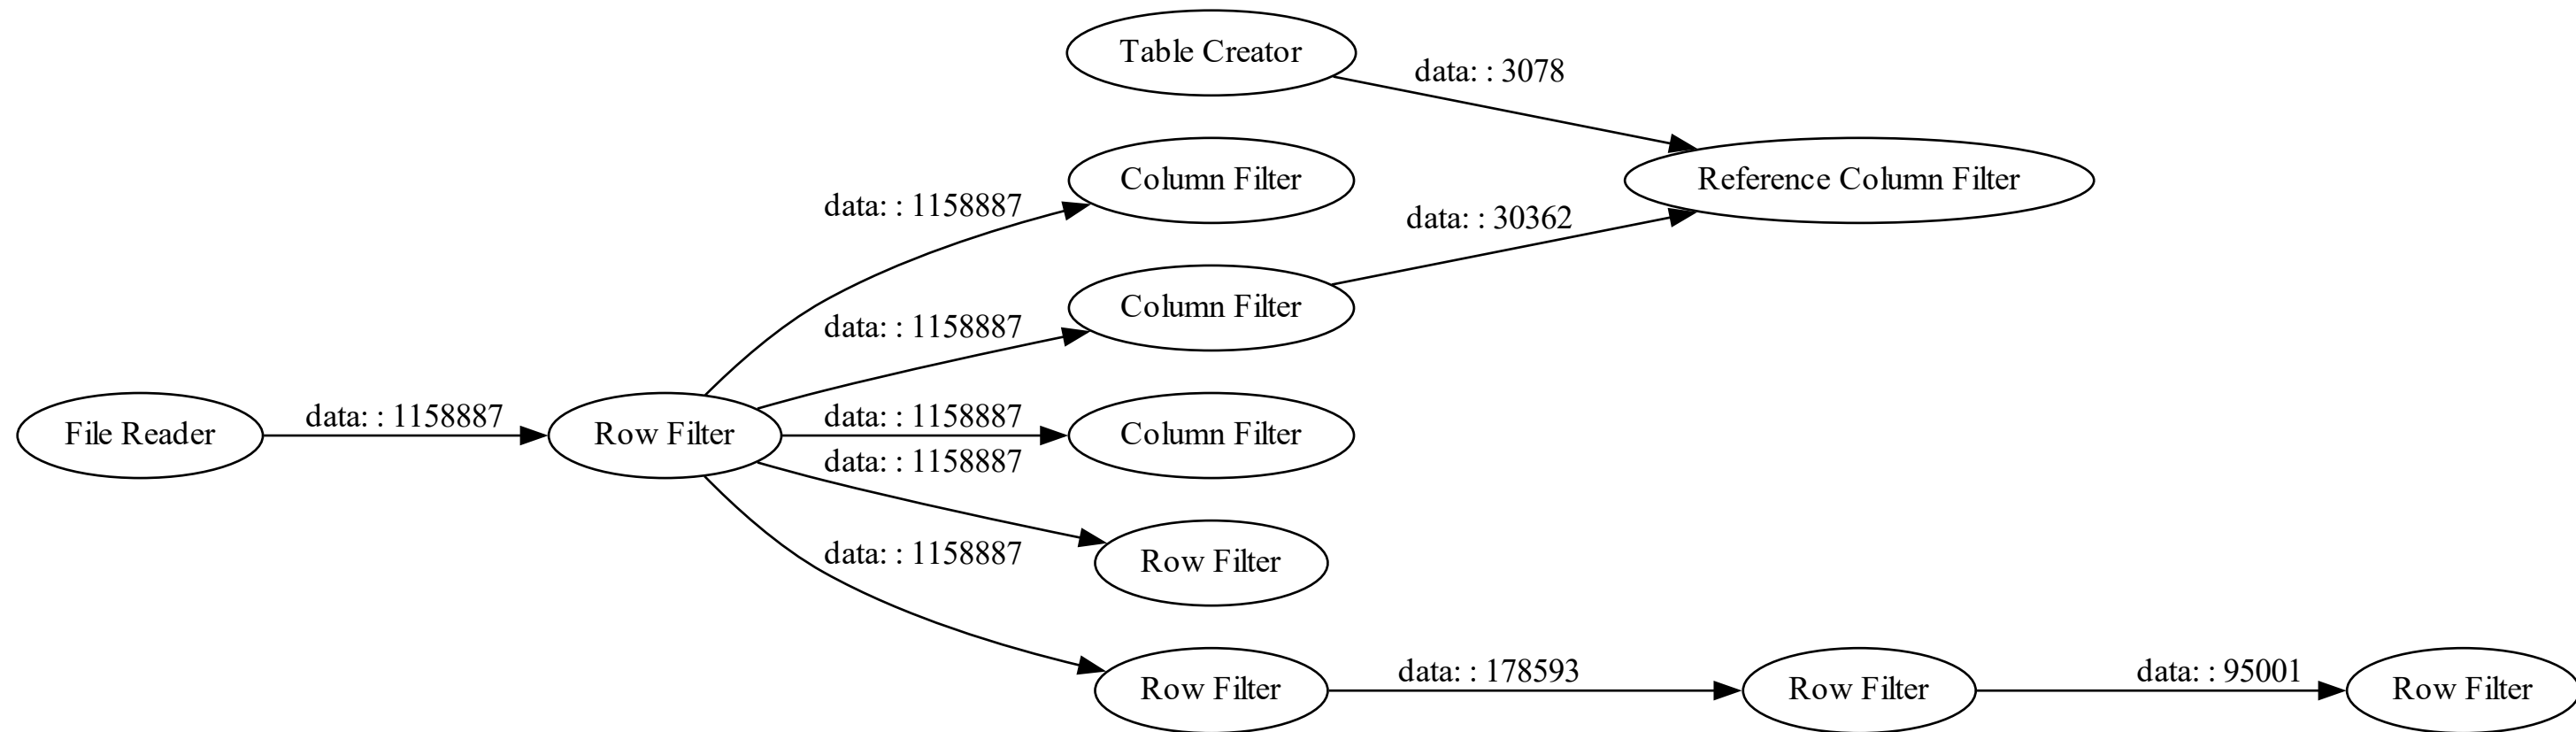 Table Creator
data: : 3078
Column Filter
Reference Column Filter
data: : 1158887
data: : 30362
Column Filter
data: : 1158887
File Reader
data: : 1158887
Row Filter
data: : 1158887
Column Filter
data: : 1158887
Row Filter
data: : 1158887
Row Filter
data: : 178593
Row Filter
data: : 95001
Row Filter